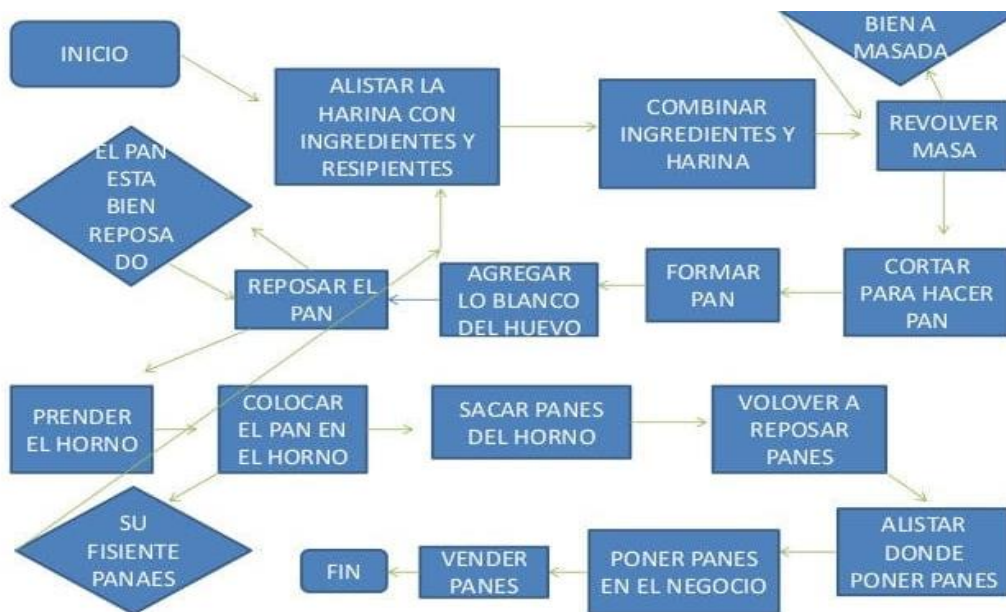 INICIO
ALISTAR LA
HARINA CON
INGREDIENTES Y
RESIPIENTES
COMBINAR
INGREDIENTES Y
HARINA
BIEN A
MASADA
REVOLVER
MASA
CORTAR
PARA HACER
PAN
FORMAR
PAN
AGREGAR
LO BLANCO
DEL HUEVO
REPOSAR EL
PAN
EL PAN
ESTA
BIEN
REPOSA
DO
PRENDER
EL HORNO
COLOCAR
EL PAN EN
EL HORNO
SU
FISIENTE
PANAES
SACAR PANES
DEL HORNO
VOLOVER A
REPOSAR
PANES
ALISTAR
DONDE
PONER PANES
PONER PANES
EN EL NEGOCIO
VENDER
PANES
FIN